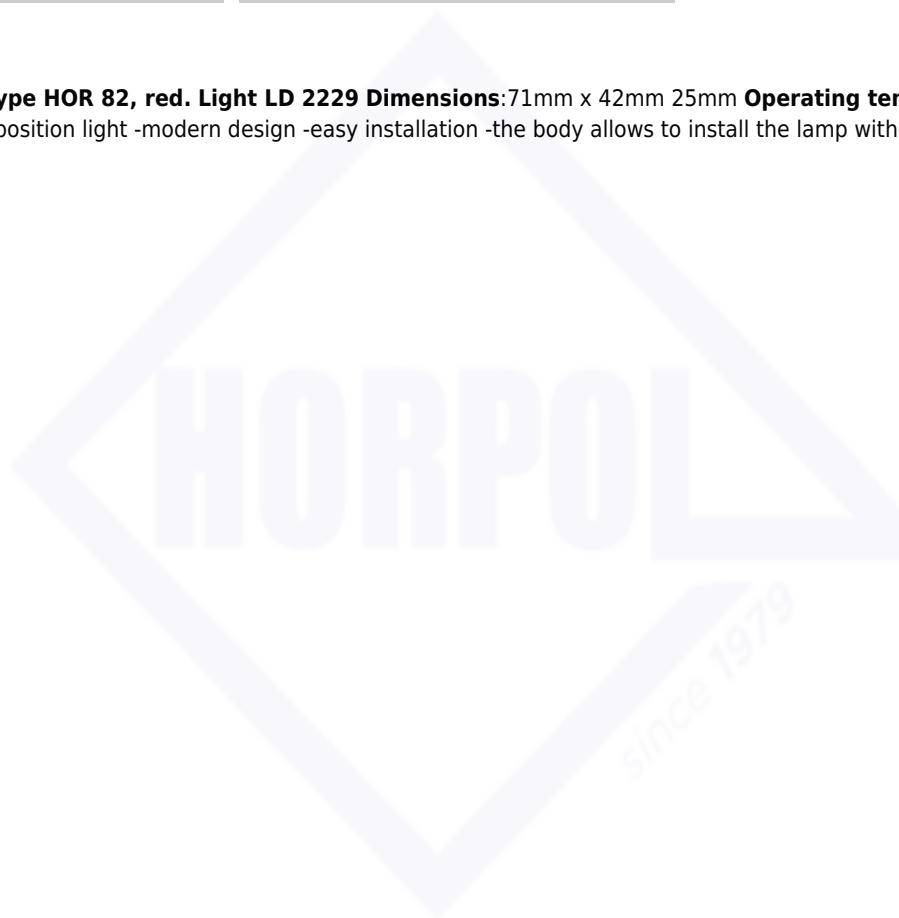 ype HOR 82, red. Light LD 2229 Dimensions:71mm x 42mm 25mm Operating ter
position light -modern design -easy installation -the body allows to install the lamp with
HORPOL
since 1979